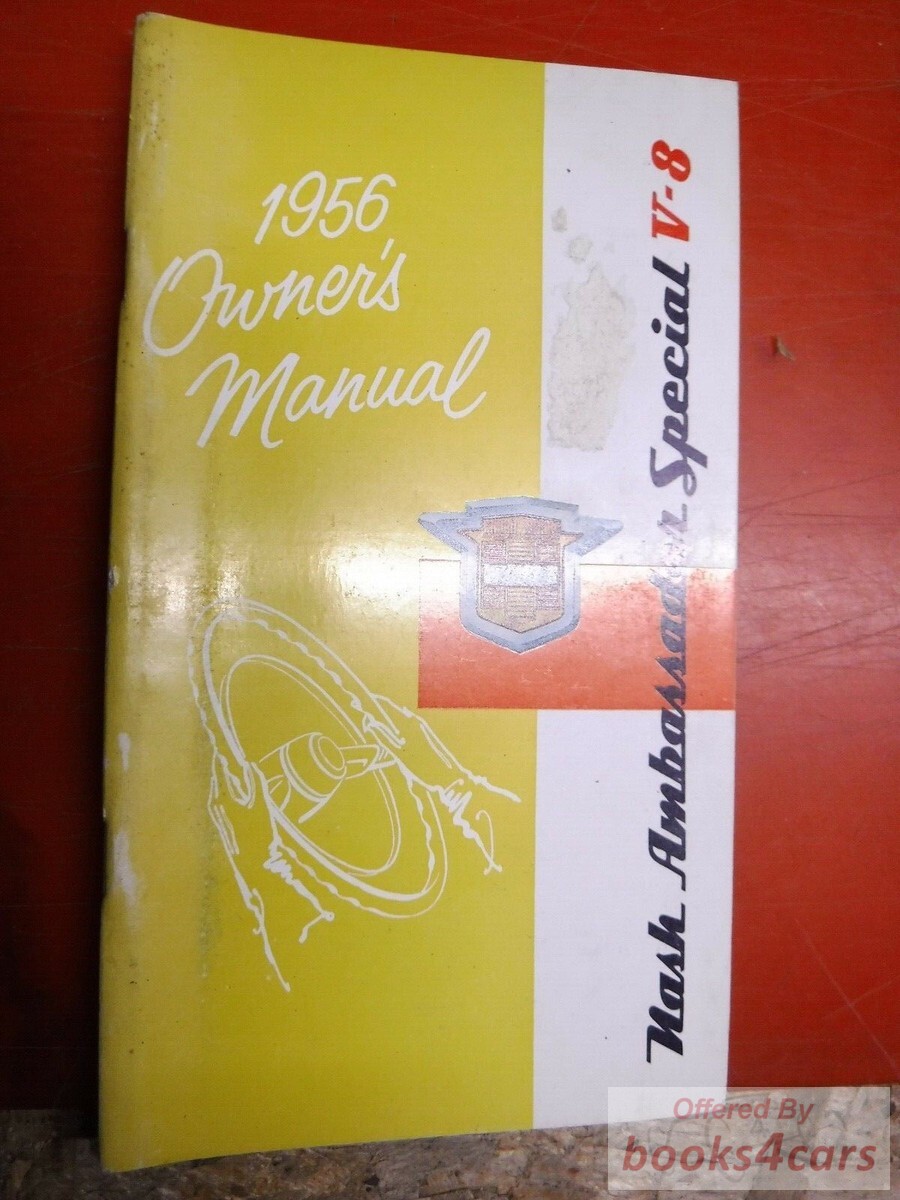 1956
Owner's
Manual
Nash Ambassador Special V-8
Offered By
books4cars